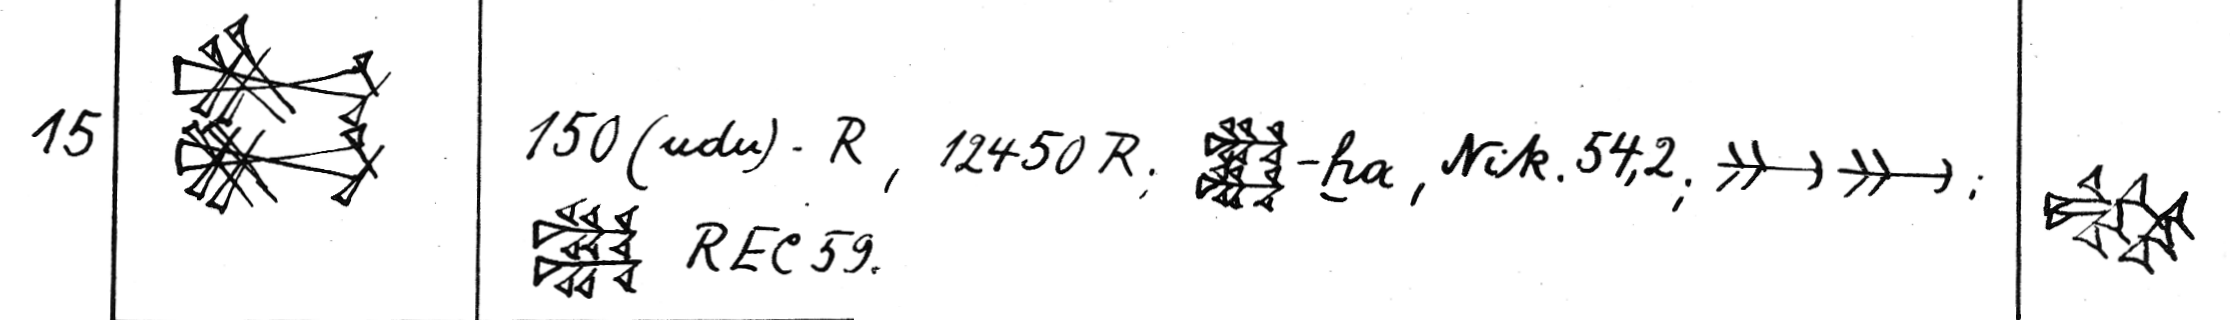 15 150 (udu) - R, 12450 R; -ḫa, Nik. 54,2; ;
REC 59.